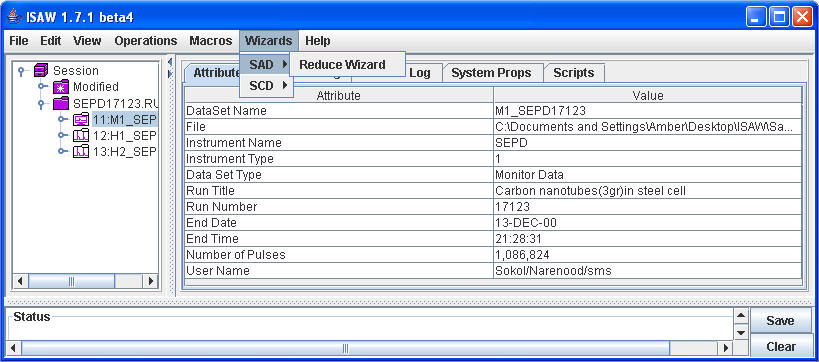 ISAW 1.7.1 beta4
File Edit View Operations Macros Wizards Help
SAD Reduce Wizard
SCD
Session
Modified
SEPD17123.RU
11:M1_SEP
12:H1_SEP
13:H2_SEP
Log System Props Scripts
Attribute Value
DataSet Name M1_SEPD17123
File C:\Documents and Settings\Amber\Desktop\ISAW\Sa...
Instrument Name SEPD
Instrument Type 1
Data Set Type Monitor Data
Run Title Carbon nanotubes(3gr)in steel cell
Run Number 17123
End Date 13-DEC-00
End Time 21:28:31
Number of Pulses 1,086,824
User Name Sokol/Narenood/sms
Status
Save
Clear